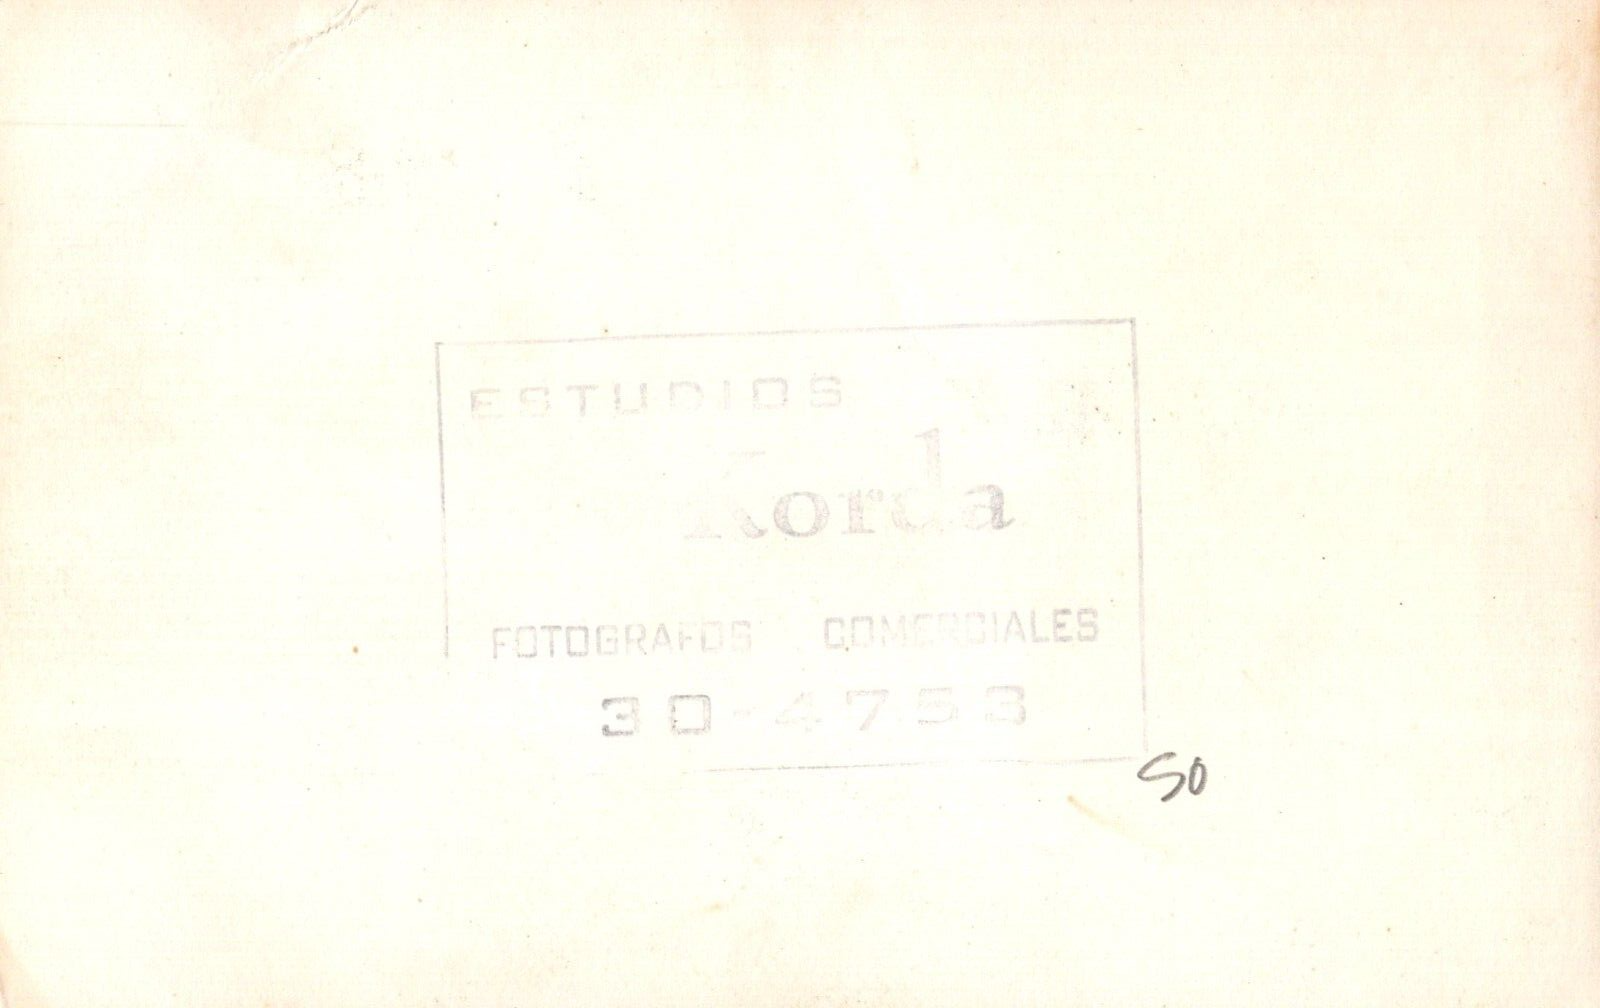 ESTUDIOS
Korda
FOTOGRAFOS COMERCIALES
30-4753
50